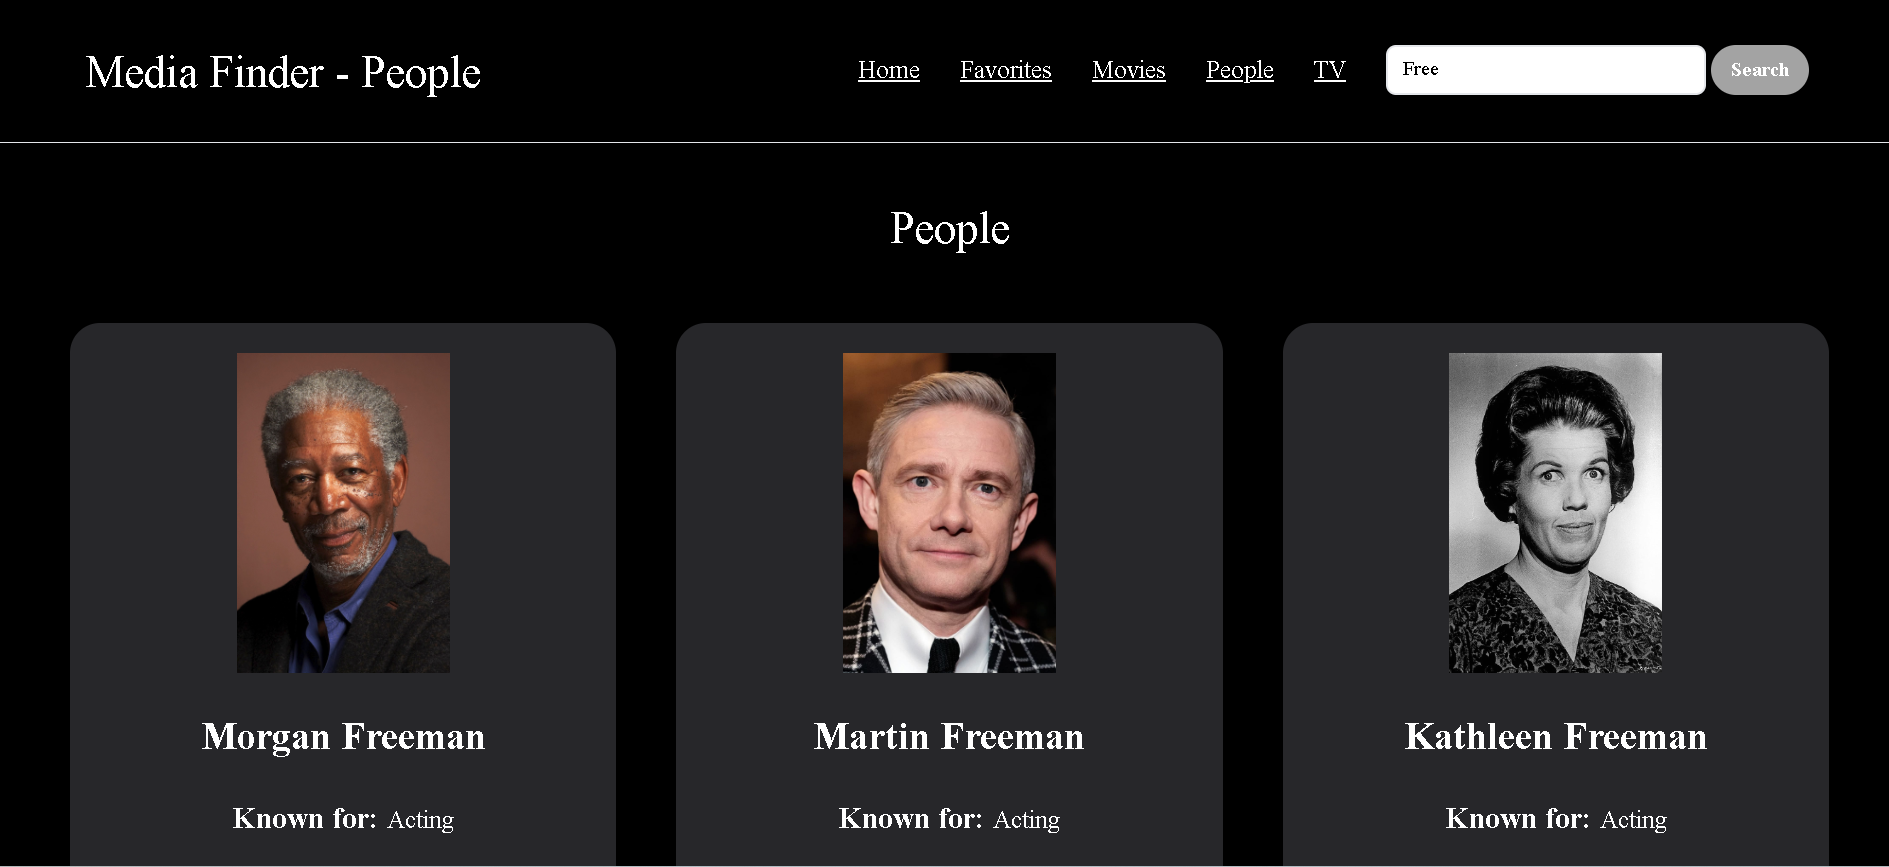 Media Finder - People
Home Favorites Movies People TV Free Search
People
Morgan Freeman
Known for: Acting
Martin Freeman
Known for: Acting
Kathleen Freeman
Known for: Acting